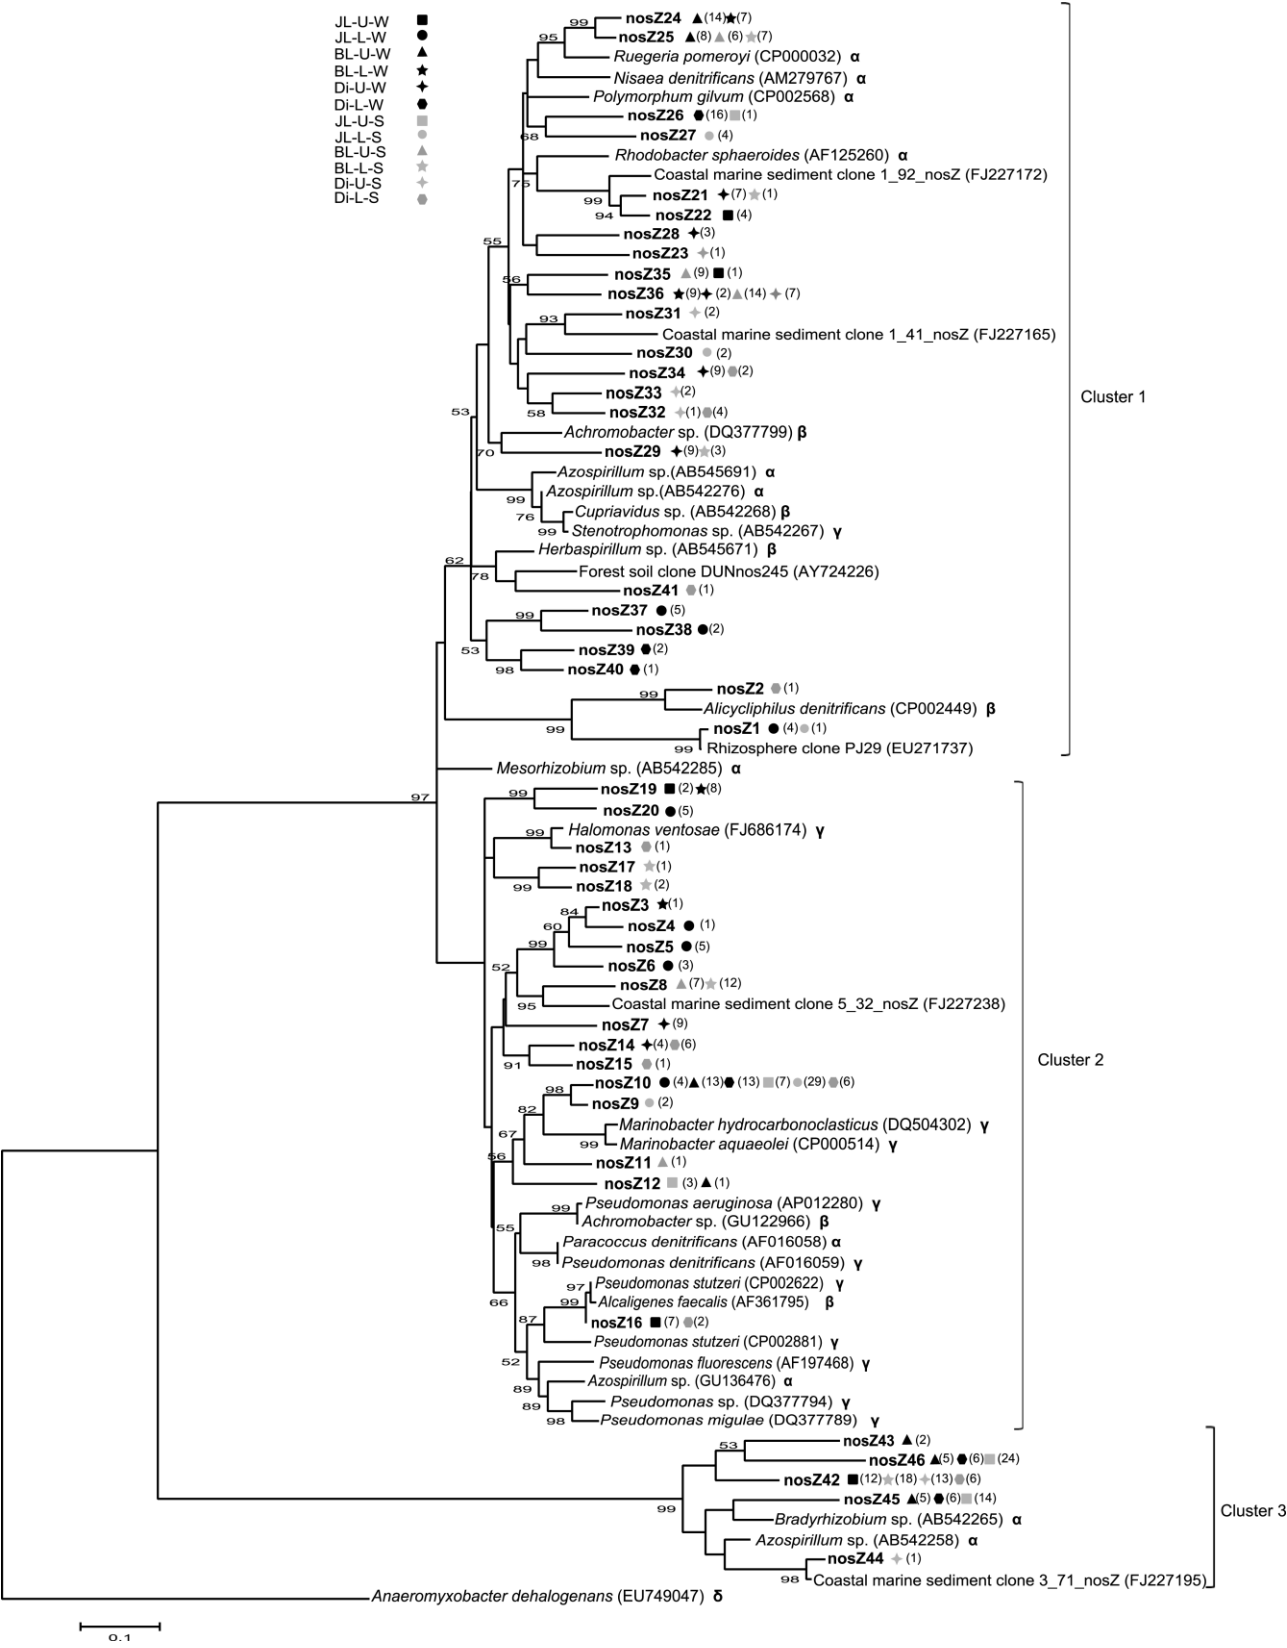 JL-U-W
JL-L-W
BL-U-W
BL-L-W
Di-U-W
Di-L-W
JL-U-S
JL-L-S
BL-U-S
BL-L-S
Di-U-S
Di-L-S
99 nosZ24 (14) (7)
95 nosZ25 (8) (6) (7)
Ruegeria pomeroyi (CP000032) α
Nisaea denitrificans (AM279767) α
Polymorphum gilvum (CP002568) α
nosZ26 (16) (1)
68 nosZ27 (4)
Rhodobacter sphaeroides (AF125260) α
75 Coastal marine sediment clone 1_92_nosZ (FJ227172)
99 nosZ21 (7) (1)
94 nosZ22 (4)
nosZ28 (3)
55 nosZ23 (1)
56 nosZ35 (9) (1)
nosZ36 (9) (2) (14) (7)
93 nosZ31 (2)
Coastal marine sediment clone 1_41_nosZ (FJ227165)
nosZ30 (2)
nosZ34 (9) (2)
nosZ33 (2)
Cluster 1
53 58 nosZ32 (1) (4)
Achromobacter sp. (DQ377799) β
70 nosZ29 (9) (3)
Azospirillum sp.(AB545691) α
99 Azospirillum sp.(AB542276) α
76 Cupriavidus sp. (AB542268) β
99 Stenotrophomonas sp. (AB542267) γ
62 Herbaspirillum sp. (AB545671) β
78 Forest soil clone DUNnos245 (AY724226)
nosZ41 (1)
99 nosZ37 (5)
nosZ38 (2)
53 nosZ39 (2)
98 nosZ40 (1)
99 nosZ2 (1)
Alicycliphilus denitrificans (CP002449) β
99 nosZ1 (4) (1)
99 Rhizosphere clone PJ29 (EU271737)
Mesorhizobium sp. (AB542285) α
97 99 nosZ19 (2) (8)
nosZ20 (5)
99 Halomonas ventosae (FJ686174) γ
nosZ13 (1)
nosZ17 (1)
99 nosZ18 (2)
84 nosZ3 (1)
60 nosZ4 (1)
99 nosZ5 (5)
52 nosZ6 (3)
nosZ8 (7) (12)
95 Coastal marine sediment clone 5_32_nosZ (FJ227238)
nosZ7 (9)
nosZ14 (4) (6)
91 nosZ15 (1)
Cluster 2
98 nosZ10 (4) (13) (13) (7) (29) (6)
82 nosZ9 (2)
67 Marinobacter hydrocarbonoclasticus (DQ504302) γ
99 Marinobacter aquaeolei (CP000514) γ
56 nosZ11 (1)
nosZ12 (3) (1)
99 Pseudomonas aeruginosa (AP012280) γ
55 Achromobacter sp. (GU122966) β
Paracoccus denitrificans (AF016058) α
98 Pseudomonas denitrificans (AF016059) γ
97 Pseudomonas stutzeri (CP002622) γ
66 99 Alcaligenes faecalis (AF361795) β
87 nosZ16 (7) (2)
Pseudomonas stutzeri (CP002881) γ
52 Pseudomonas fluorescens (AF197468) γ
89 Azospirillum sp. (GU136476) α
89 Pseudomonas sp. (DQ377794) γ
98 Pseudomonas migulae (DQ377789) γ
53 nosZ43 (2)
nosZ46 (5) (6) (24)
nosZ42 (12) (18) (13) (6)
99 nosZ45 (5) (6) (14)
Cluster 3
Bradyrhizobium sp. (AB542265) α
Azospirillum sp. (AB542258) α
nosZ44 (1)
98 Coastal marine sediment clone 3_71_nosZ (FJ227195)
Anaeromyxobacter dehalogenans (EU749047) δ
0.1